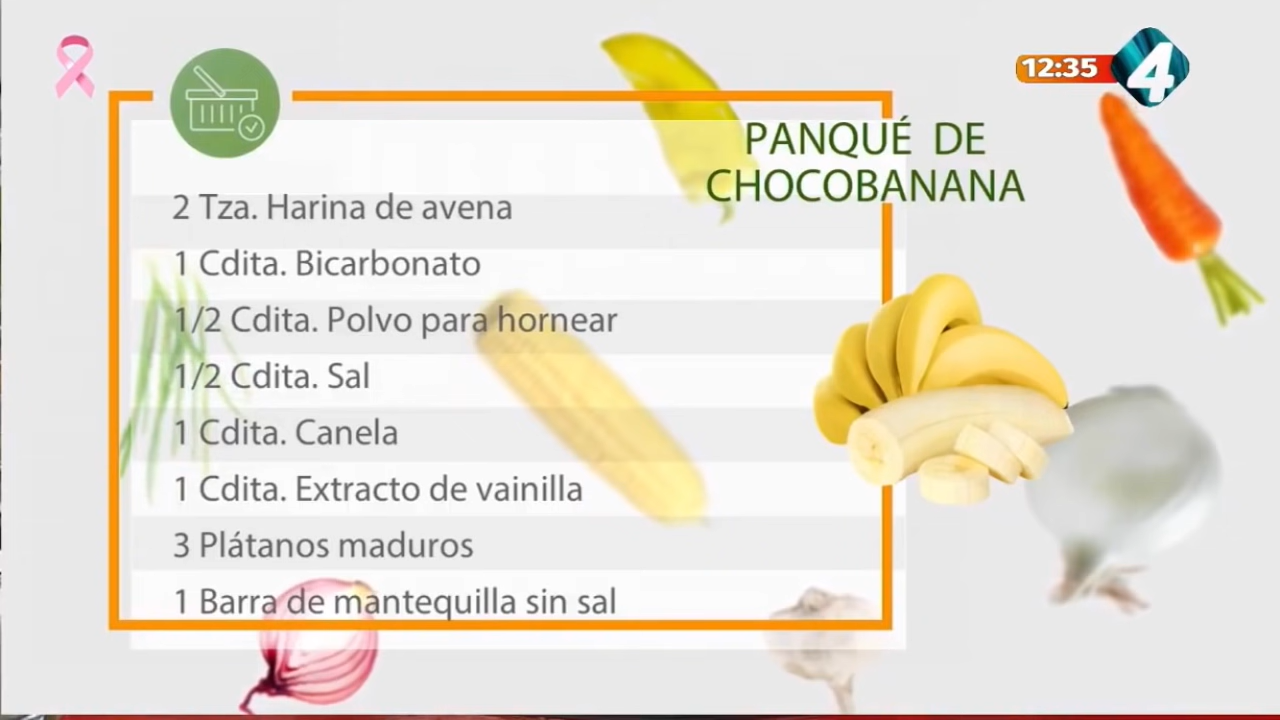 12:35
4
PANQUÉ DE
CHOCOBANANA
2 Tza. Harina de avena
1 Cdita. Bicarbonato
1/2 Cdita. Polvo para hornear
1/2 Cdita. Sal
1 Cdita. Canela
1 Cdita. Extracto de vainilla
3 Plátanos maduros
1 Barra de mantequilla sin sal